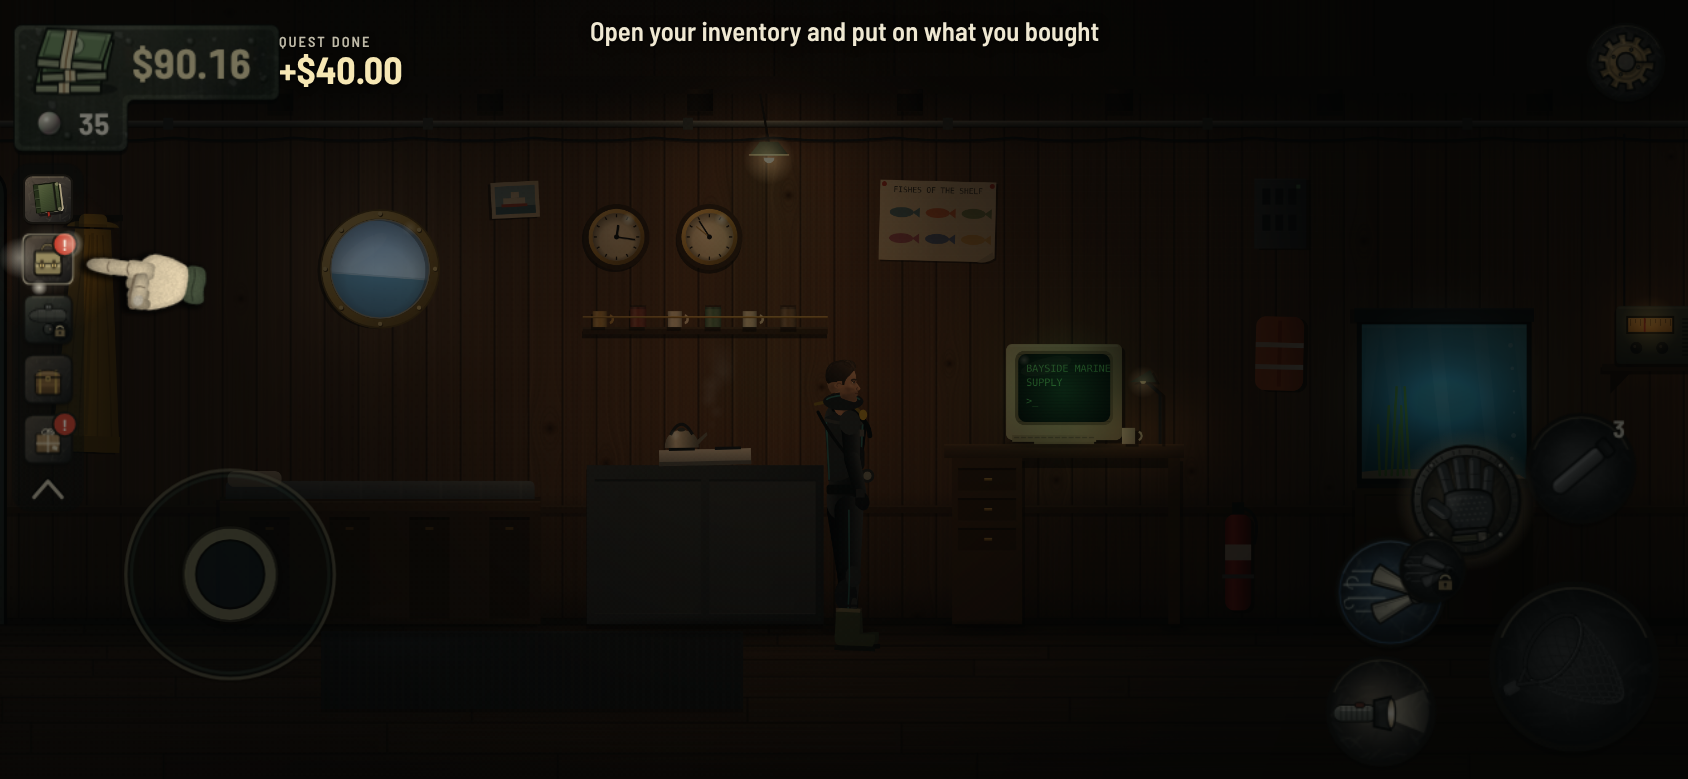 Open your inventory and put on what you bought
QUEST DONE
$90.16
+$40.00
35
FISHES OF THE SHELF
BAYSIDE MARINE
SUPPLY
>_
3
!
!